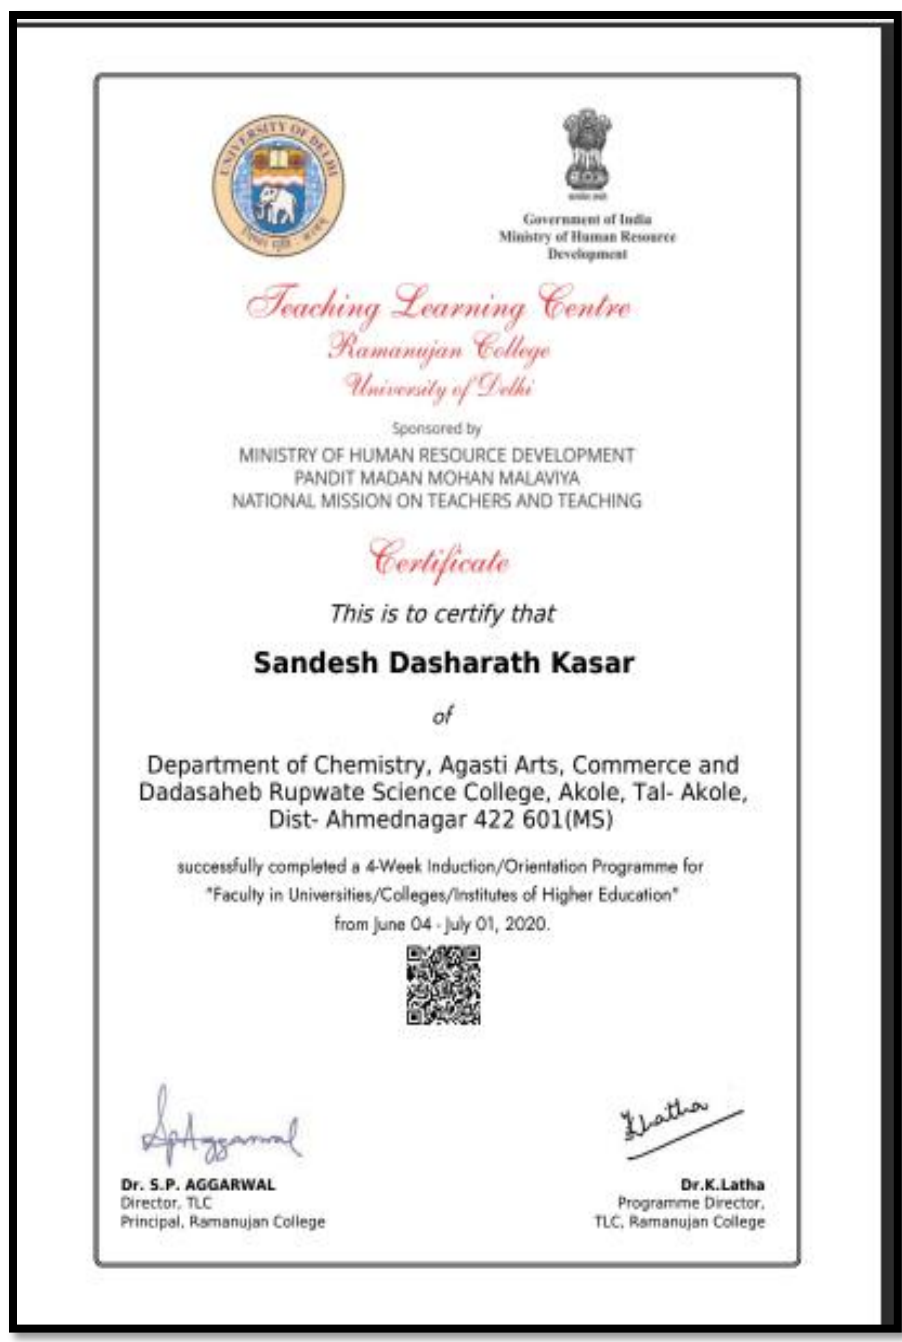 UNIVERSITY OF DELHI
Government of India
Ministry of Human Resource
Development
Teaching Learning Centre
Ramanujan College
University of Delhi
Sponsored by
MINISTRY OF HUMAN RESOURCE DEVELOPMENT
PANDIT MADAN MOHAN MALAVIYA
NATIONAL MISSION ON TEACHERS AND TEACHING
Certificate
This is to certify that
Sandesh Dasharath Kasar
of
Department of Chemistry, Agasti Arts, Commerce and
Dadasaheb Rupwate Science College, Akole, Tal- Akole,
Dist- Ahmednagar 422 601(MS)
successfully completed a 4-Week Induction/Orientation Programme for
"Faculty in Universities/Colleges/Institutes of Higher Education"
from June 04 - July 01, 2020.
SpAggarwal
KLatha
Dr. S.P. AGGARWAL
Director, TLC
Principal, Ramanujan College
Dr.K.Latha
Programme Director,
TLC, Ramanujan College